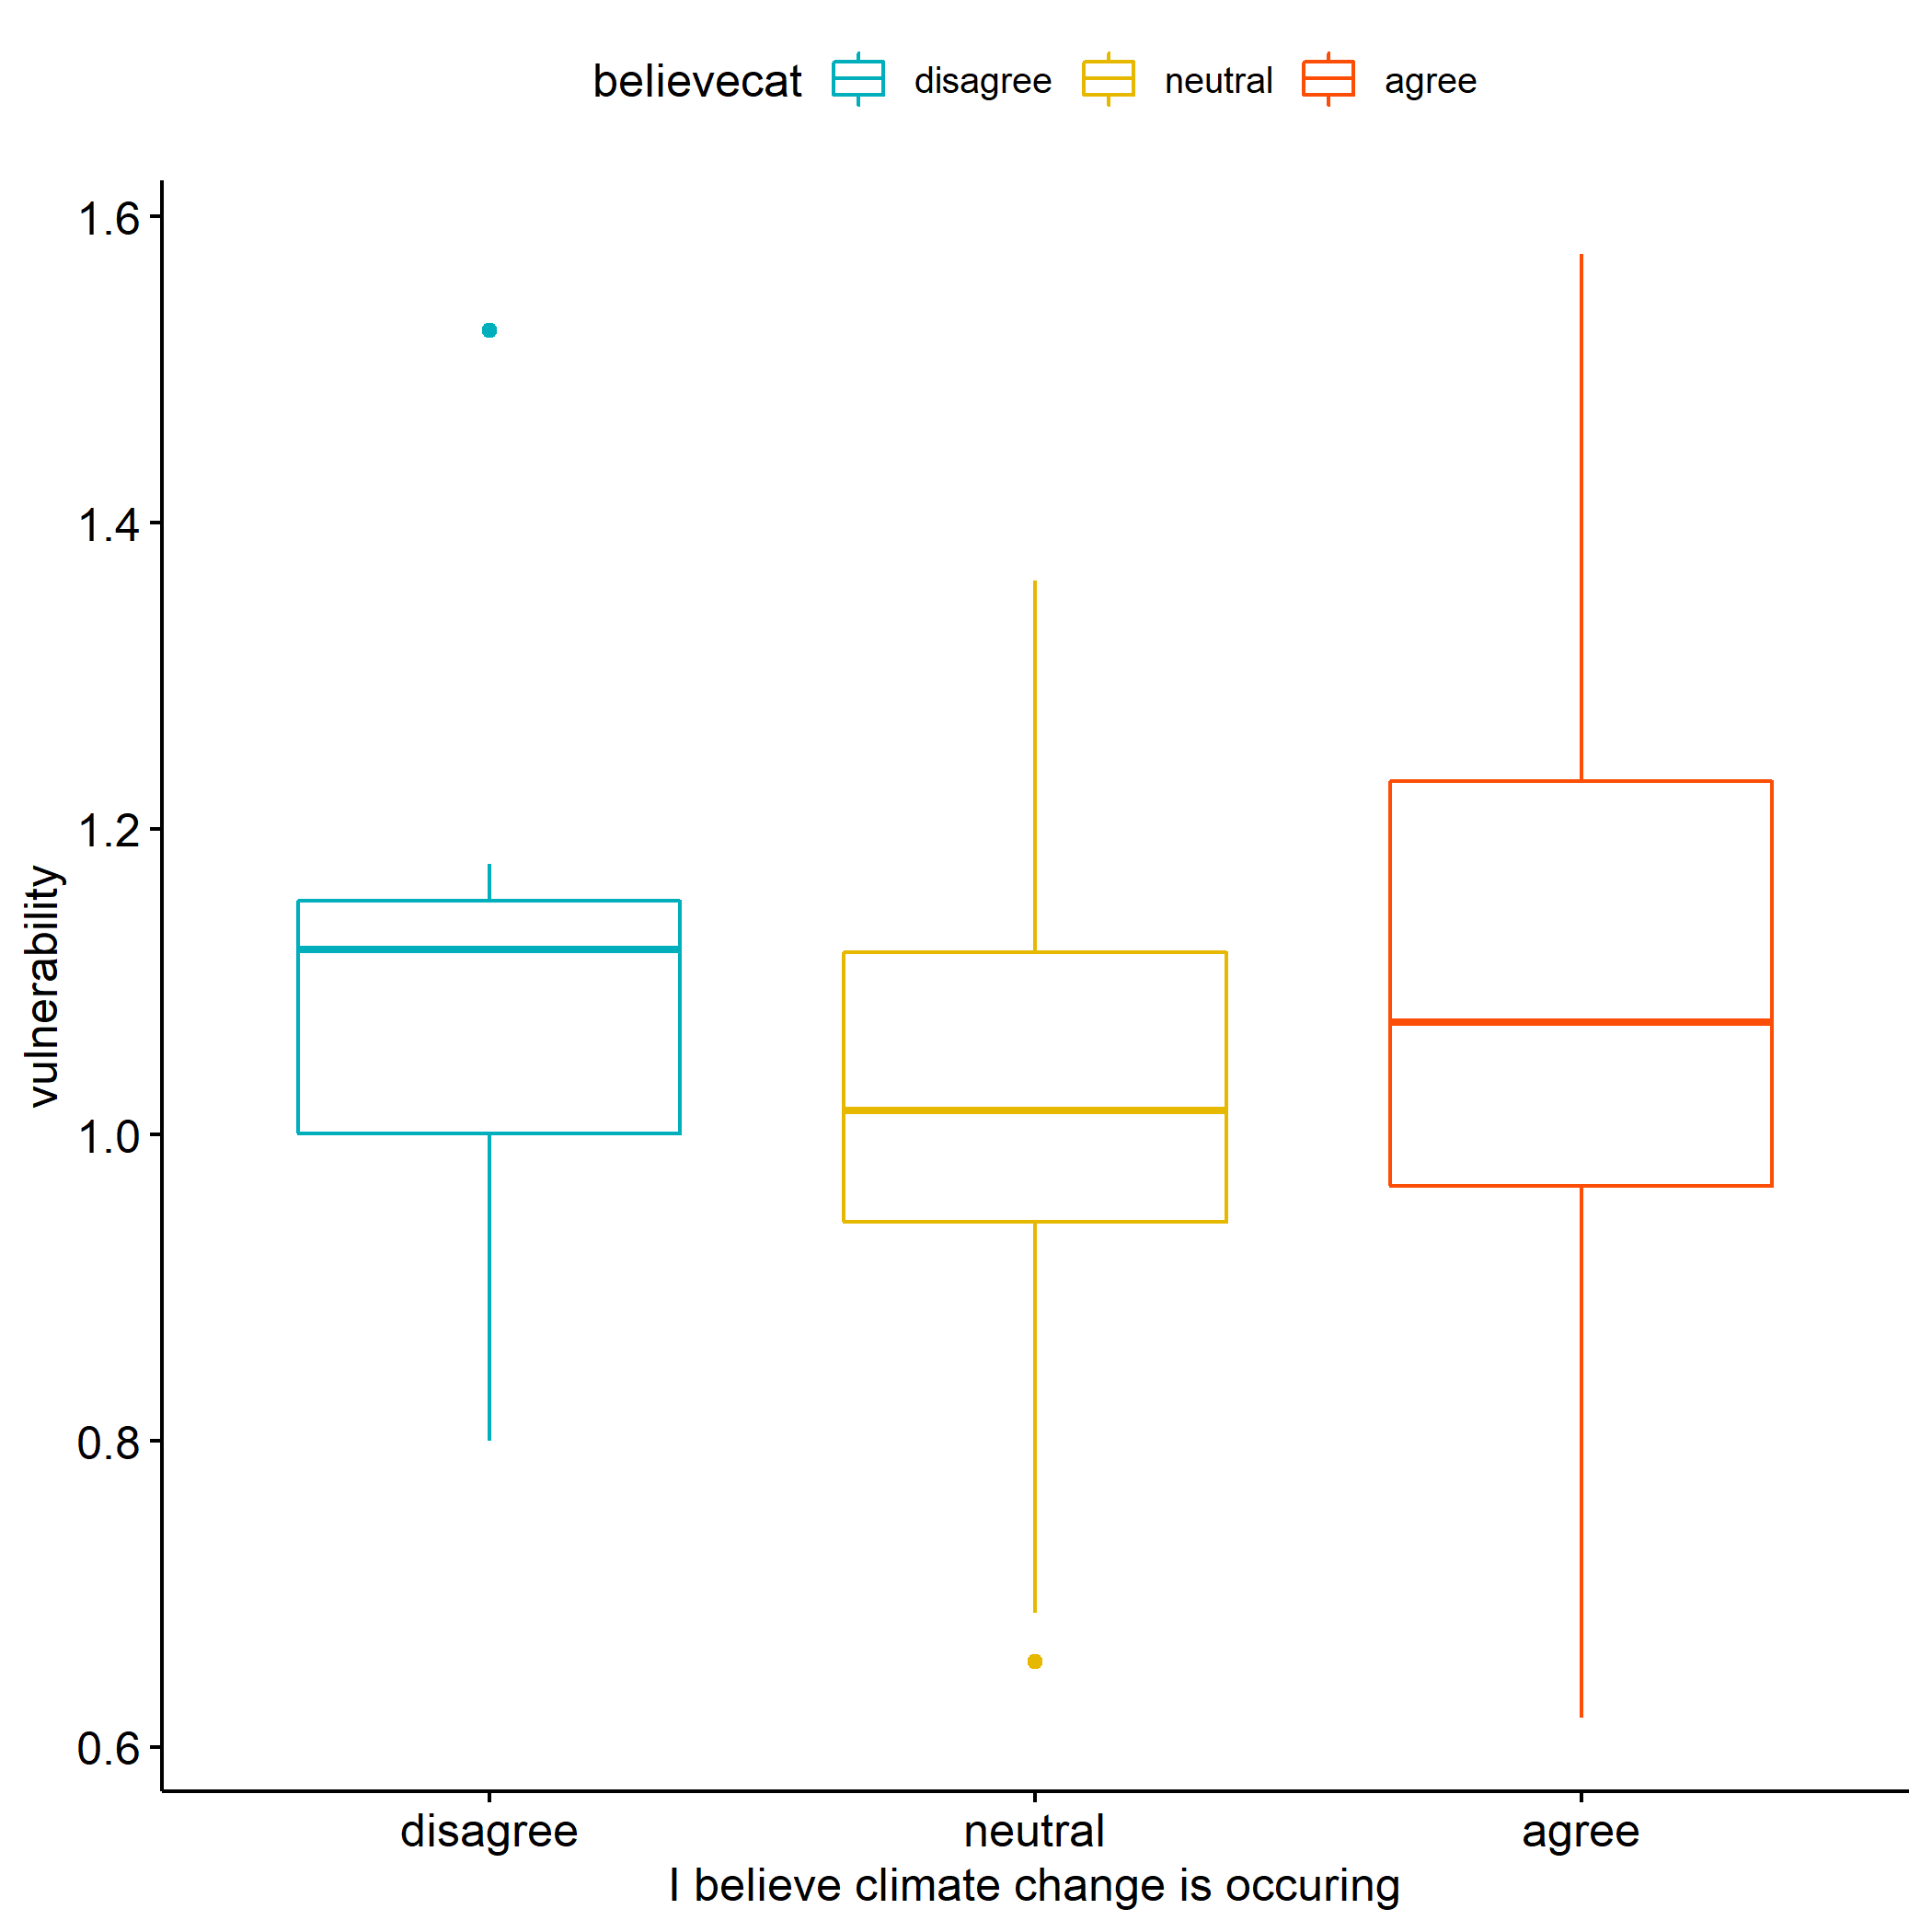 believecat disagree neutral agree
1.6
1.4
1.2
1.0
0.8
0.6
vulnerability
disagree neutral agree
I believe climate change is occuring